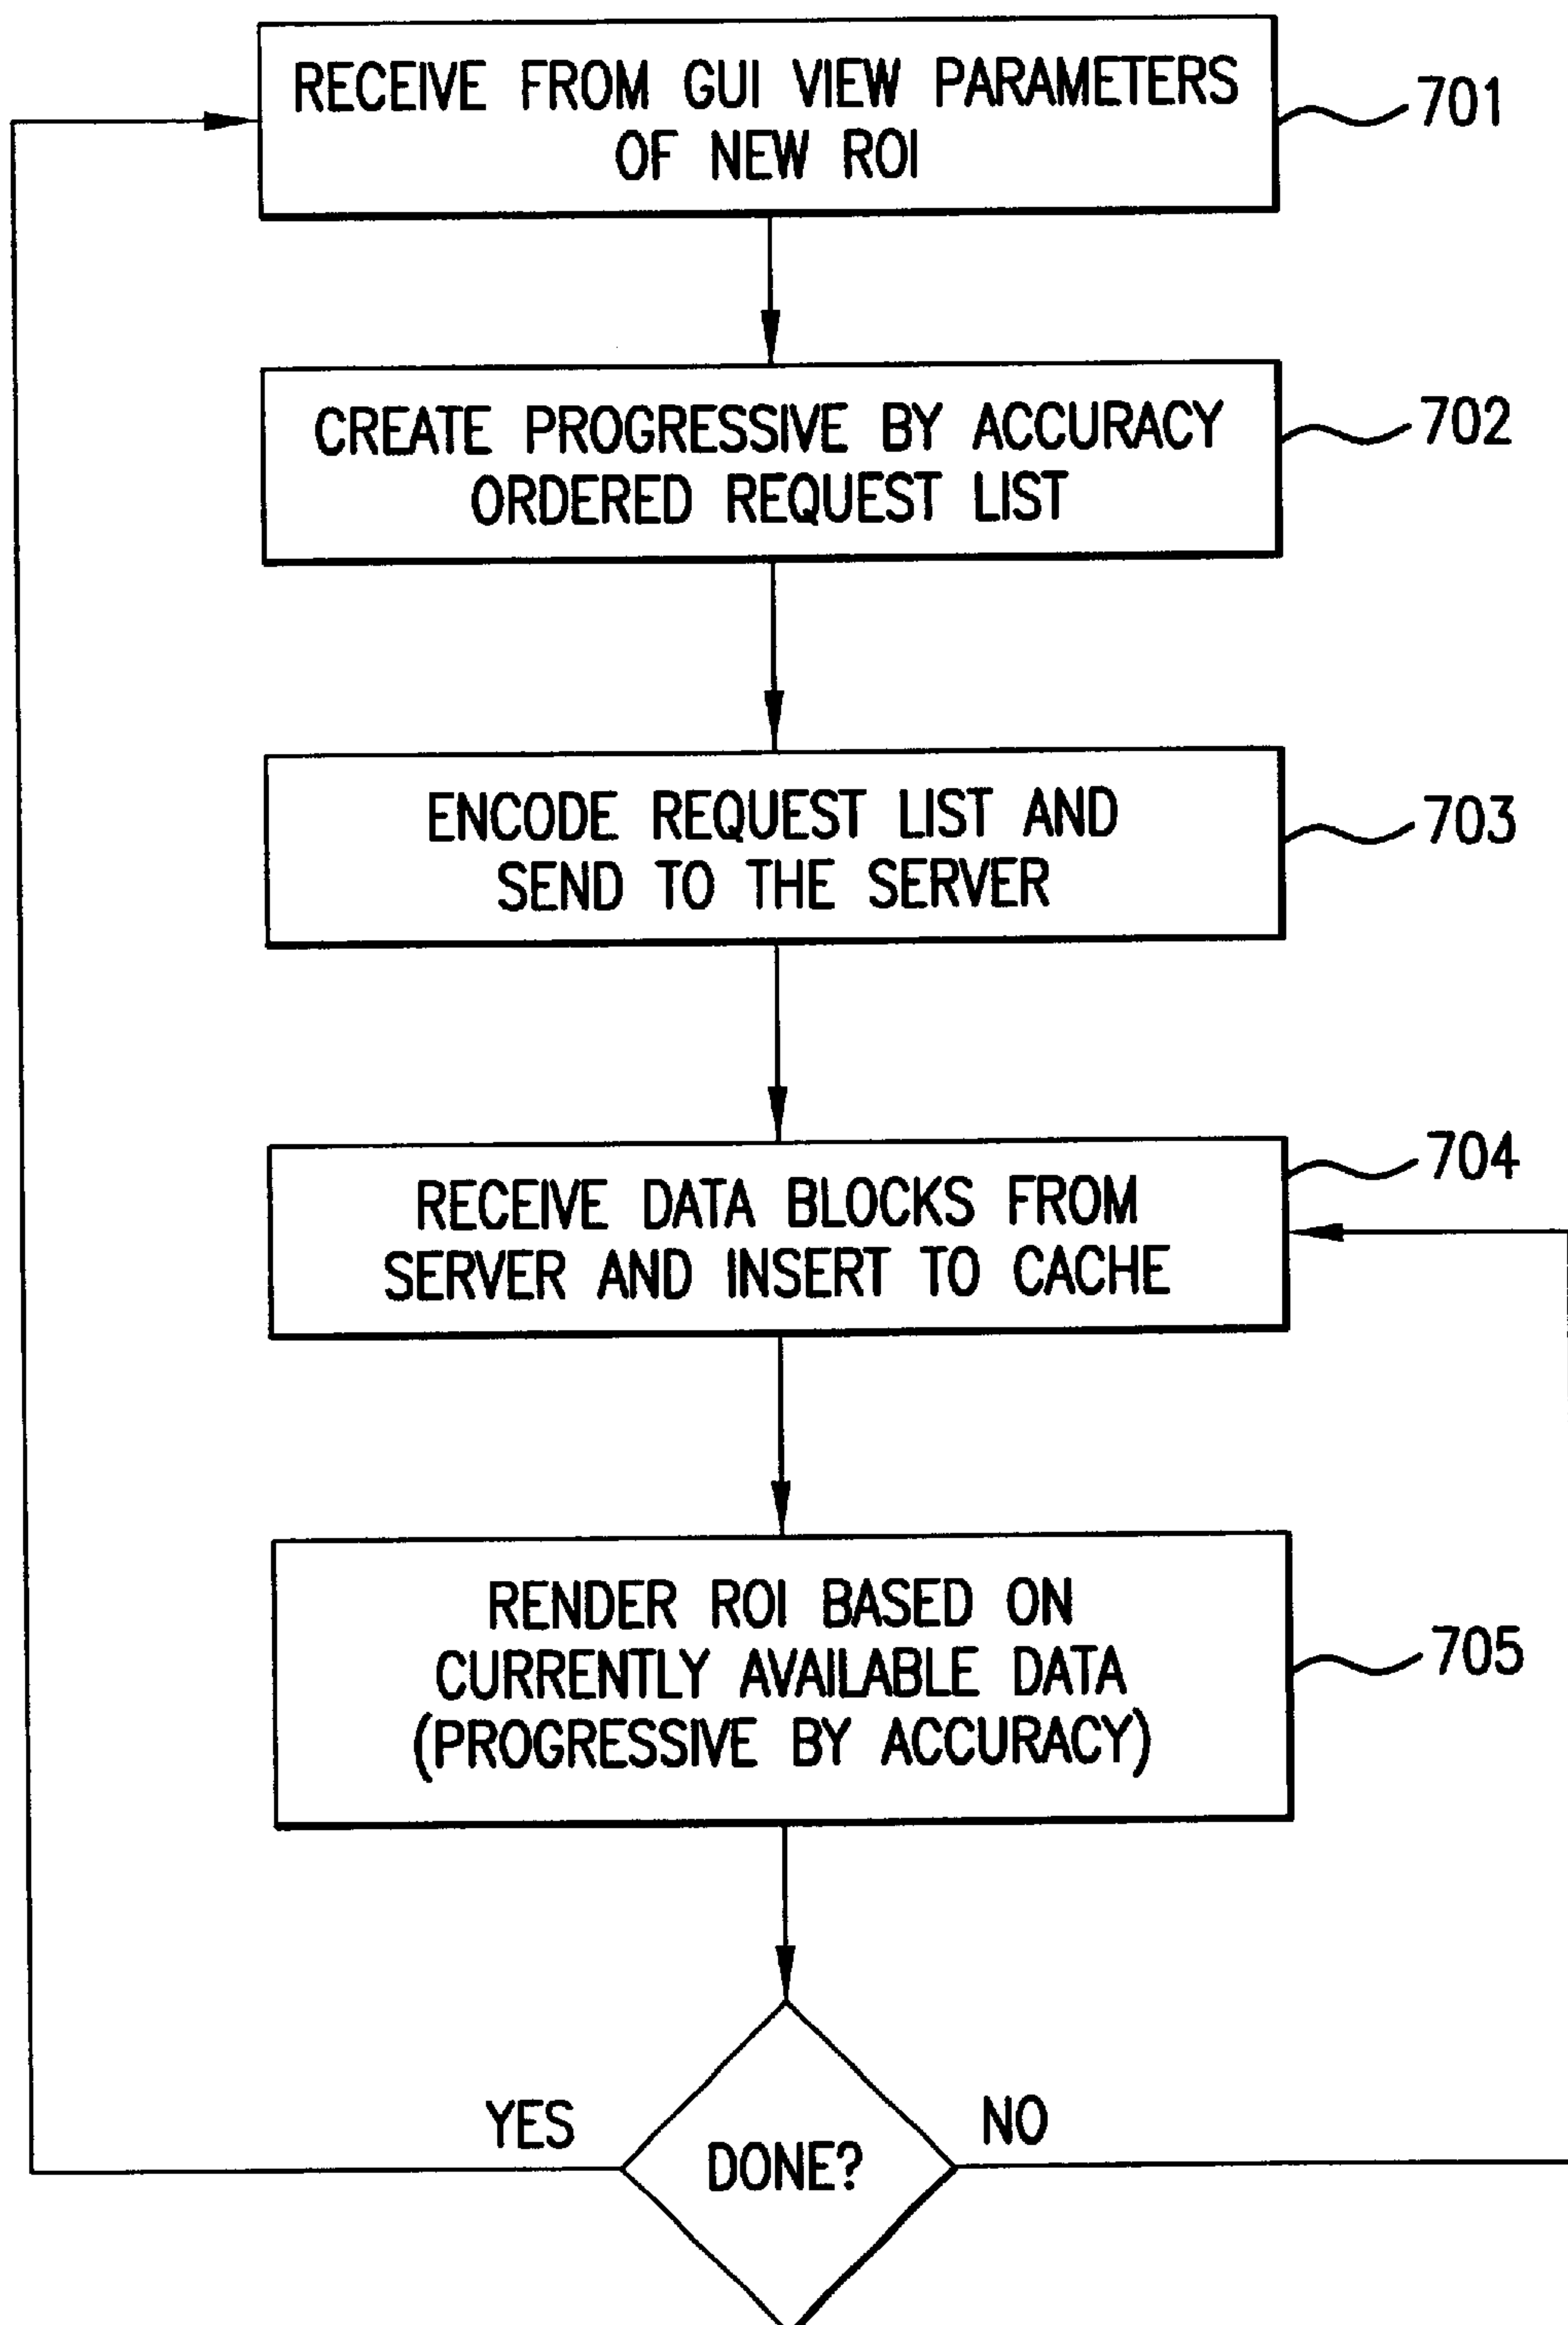 RECEIVE FROM GUI VIEW PARAMETERS
OF NEW ROI
701
CREATE PROGRESSIVE BY ACCURACY
ORDERED REQUEST LIST
702
ENCODE REQUEST LIST AND
SEND TO THE SERVER
703
RECEIVE DATA BLOCKS FROM
SERVER AND INSERT TO CACHE
704
RENDER ROI BASED ON
CURRENTLY AVAILABLE DATA
(PROGRESSIVE BY ACCURACY)
705
YES
DONE?
NO